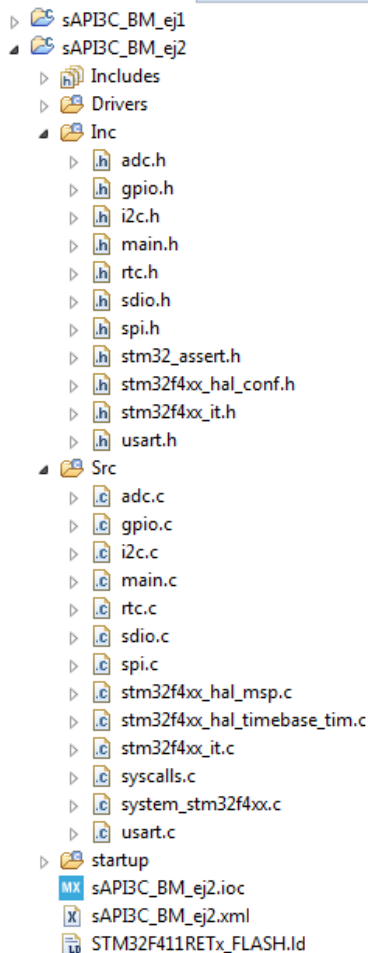 sAPI3C_BM_ej1
sAPI3C_BM_ej2
Includes
Drivers
Inc
adc.h
gpio.h
i2c.h
main.h
rtc.h
sdio.h
spi.h
stm32_assert.h
stm32f4xx_hal_conf.h
stm32f4xx_it.h
usart.h
Src
adc.c
gpio.c
i2c.c
main.c
rtc.c
sdio.c
spi.c
stm32f4xx_hal_msp.c
stm32f4xx_hal_timebase_tim.c
stm32f4xx_it.c
syscalls.c
system_stm32f4xx.c
usart.c
startup
MX sAPI3C_BM_ej2.ioc
sAPI3C_BM_ej2.xml
STM32F411RETx_FLASH.ld